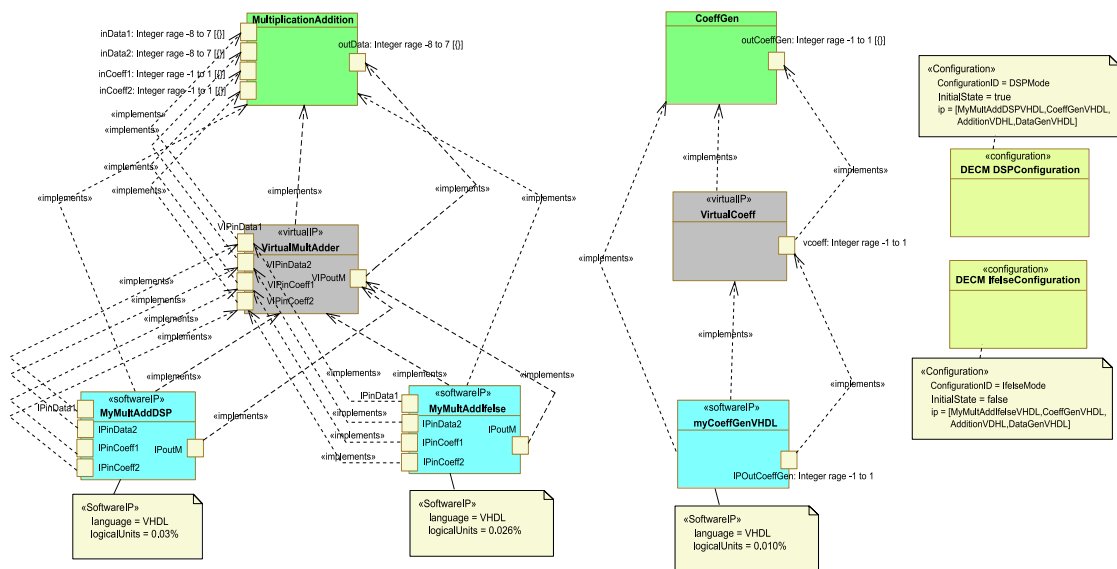 MultiplicationAddition
inData1: Integer rage -8 to 7 [{}]
inData2: Integer rage -8 to 7 [{}]
inCoeff1: Integer rage -1 to 1 [{}]
inCoeff2: Integer rage -1 to 1 [{}]
outData: Integer rage -8 to 7 [{}]
«implements»
«implements»
«implements»
«implements»
«implements»
«implements»
«implements»
«implements»
«implements»
VIPinData1
«virtualIP»
VirtualMultAdder
VIPinData2
VIPinCoeff1
VIPinCoeff2
VIPoutM
«implements»
«implements»
«implements»
«implements»
«implements»
«implements»
«implements»
«implements»
«implements»
«implements»
«implements»
«implements»
IPinData1
«softwareIP»
MyMultAddDSP
IPinData2
IPinCoeff1
IPinCoeff2
IPoutM
«SoftwareIP»
language = VHDL
logicalUnits = 0.03%
IPinData1
«softwareIP»
MyMultAddIfelse
IPinData2
IPinCoeff1
IPinCoeff2
IPoutM
«SoftwareIP»
language = VHDL
logicalUnits = 0.026%
CoeffGen
outCoeffGen: Integer rage -1 to 1 [{}]
«implements»
«implements»
«implements»
«virtualIP»
VirtualCoeff
vcoeff: Integer rage -1 to 1
«implements»
«implements»
«softwareIP»
myCoeffGenVHDL
IPOutCoeffGen: Integer rage -1 to 1
«SoftwareIP»
language = VHDL
logicalUnits = 0.010%
«Configuration»
ConfigurationID = DSPMode
InitialState = true
ip = [MyMultAddDSPVHDL,CoeffGenVHDL,
AdditionVDHL,DataGenVHDL]
«configuration»
DECM DSPConfiguration
«configuration»
DECM IfelseConfiguration
«Configuration»
ConfigurationID = IfelseMode
InitialState = false
ip = [MyMultAddIfelseVHDL,CoeffGenVHDL,
AdditionVDHL,DataGenVHDL]